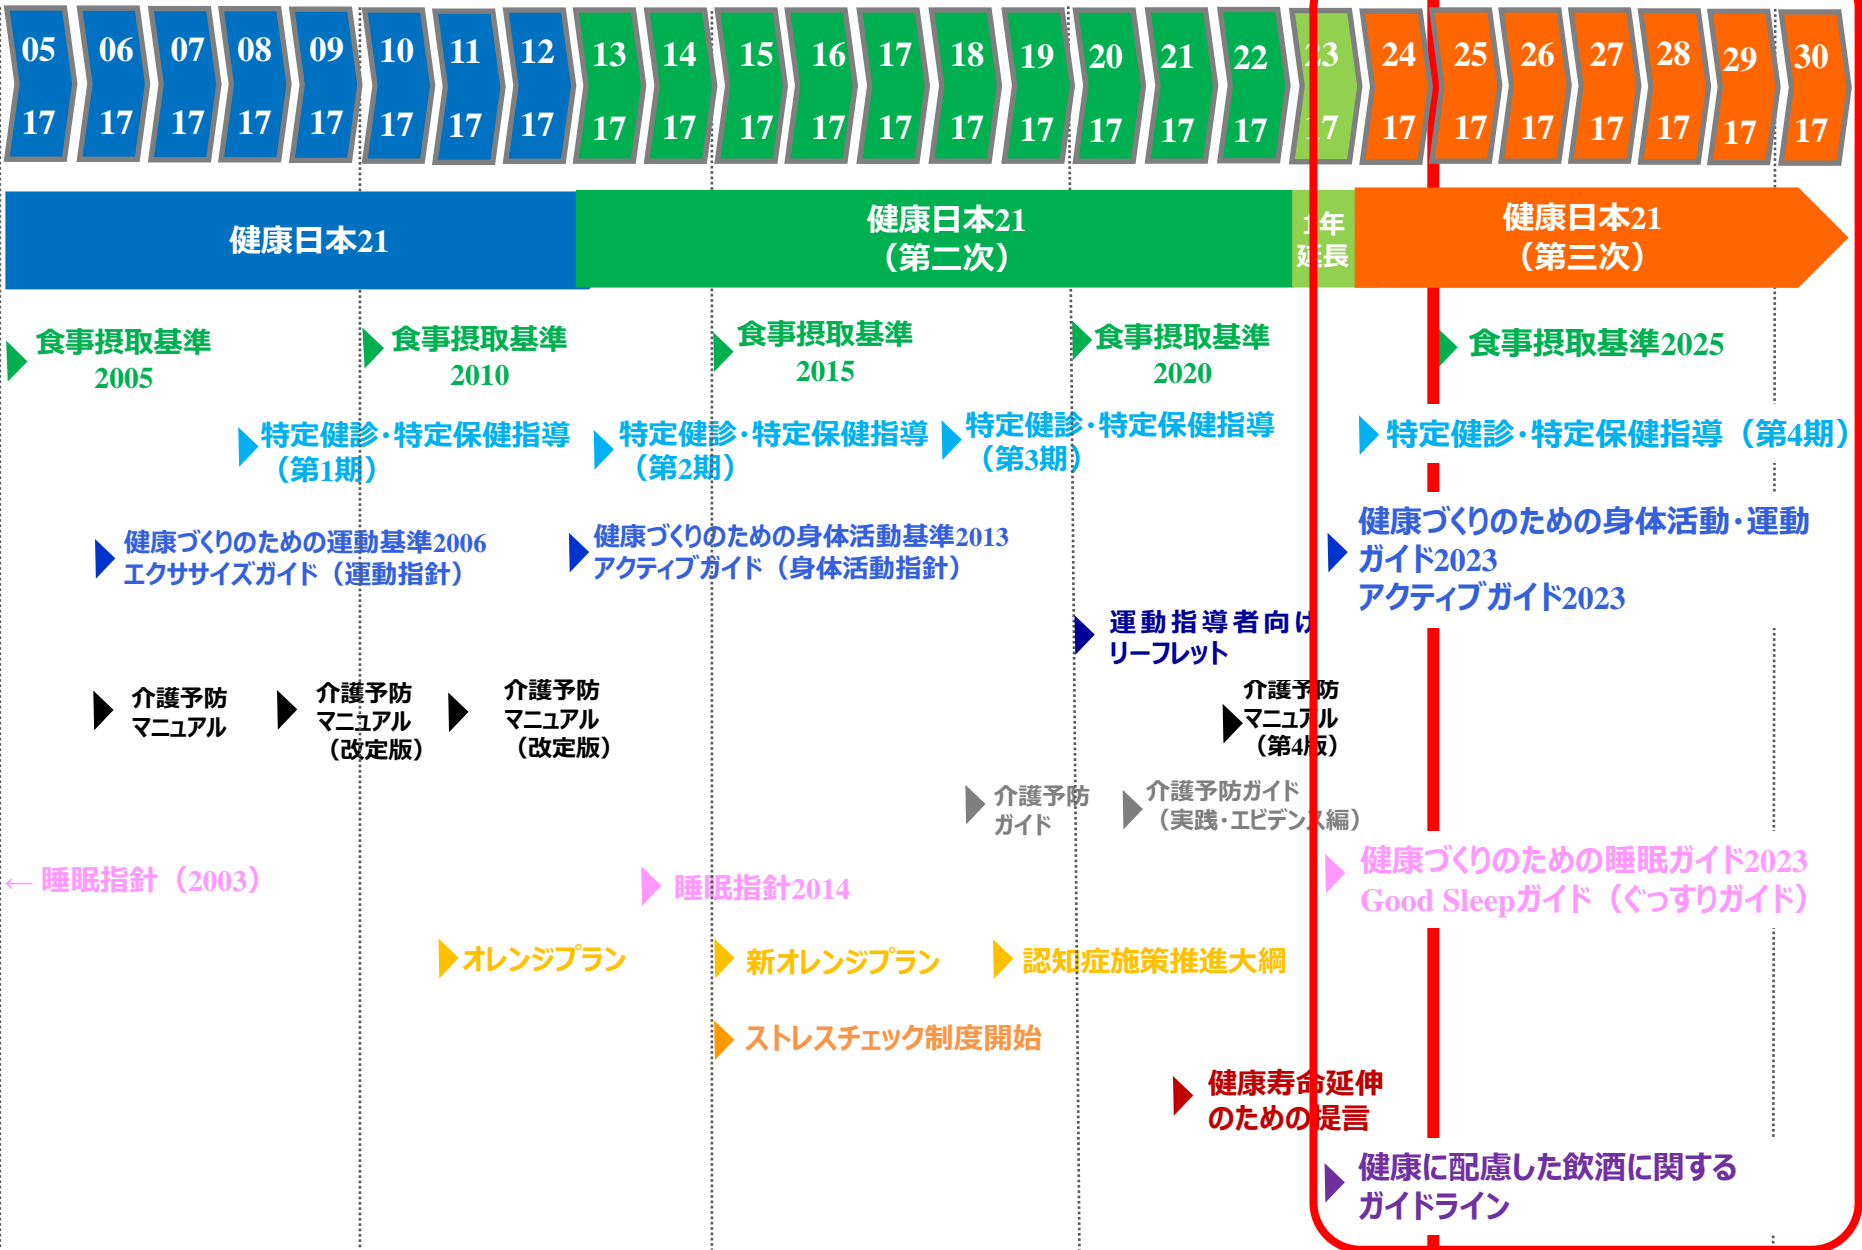 05 06 07 08 09 10 11 12 13 14 15 16 17 18 19 20 21 22 23 24 25 26 27 28 29 30
17 17 17 17 17 17 17 17 17 17 17 17 17 17 17 17 17 17 17 17 17 17 17 17 17 17
健康日本21
健康日本21
（第二次）
1年
延長
健康日本21
（第三次）
食事摂取基準
2005
食事摂取基準
2010
食事摂取基準
2015
食事摂取基準
2020
食事摂取基準2025
特定健診・特定保健指導
（第1期）
特定健診・特定保健指導
（第2期）
特定健診・特定保健指導
（第3期）
特定健診・特定保健指導（第4期）
健康づくりのための運動基準2006
エクササイズガイド（運動指針）
健康づくりのための身体活動基準2013
アクティブガイド（身体活動指針）
健康づくりのための身体活動・運動
ガイド2023
アクティブガイド2023
運動指導者向け
リーフレット
介護予防
マニュアル
介護予防
マニュアル
（改定版）
介護予防
マニュアル
（改定版）
介護予防
マニュアル
（第4版）
介護予防
ガイド
介護予防ガイド
（実践・エビデンス編）
← 睡眠指針（2003）
睡眠指針2014
健康づくりのための睡眠ガイド2023
Good Sleepガイド（ぐっすりガイド）
オレンジプラン
新オレンジプラン
認知症施策推進大綱
ストレスチェック制度開始
健康寿命延伸
のための提言
健康に配慮した飲酒に関する
ガイドライン